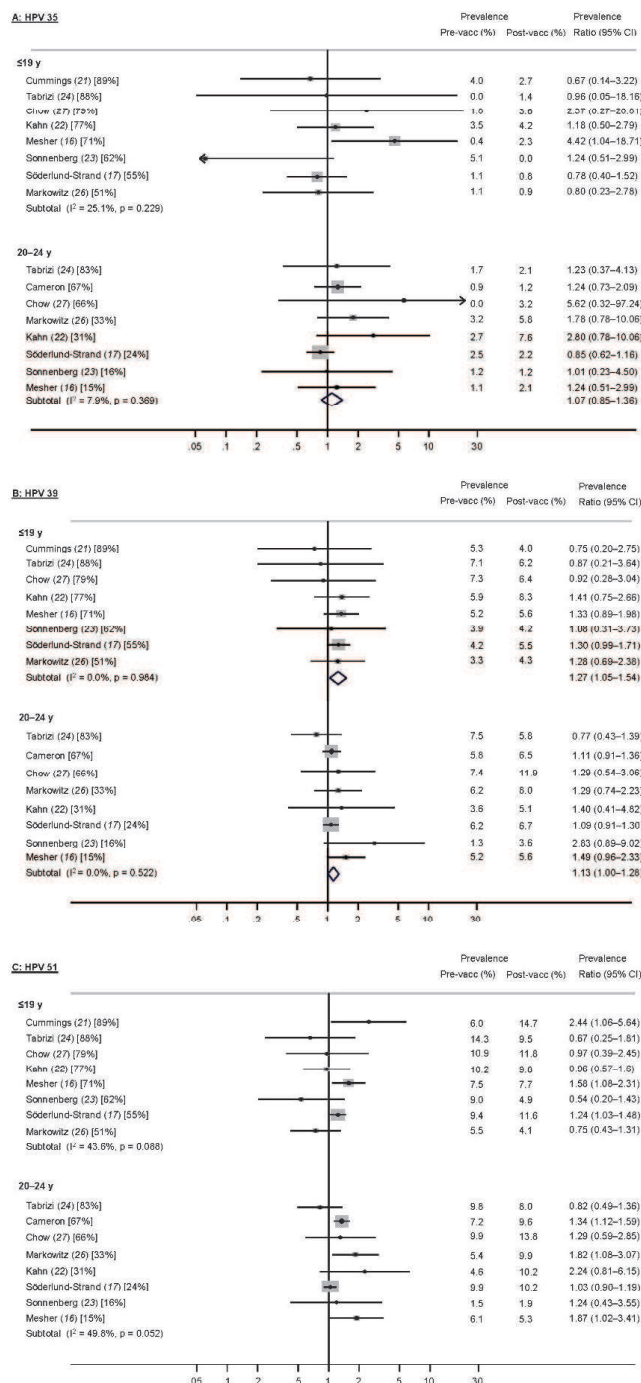 A: HPV 35
Prevalence Prevalence
Pre-vacc (%) Post-vacc (%) Ratio (95% CI)
≤19 y
Cummings (21) [89%] 4.0 2.7 0.67 (0.14–3.22)
Tabrizi (24) [88%] 0.0 1.4 0.96 (0.05–18.16)
Chow (27) [79%] 1.8 3.8 2.37 (0.27–20.81)
Kahn (22) [77%] 3.5 4.2 1.18 (0.50–2.79)
Mesher (16) [71%] 0.4 2.3 4.42 (1.04–18.71)
Sonnenberg (23) [62%] 5.1 0.0 1.24 (0.51–2.99)
Söderlund-Strand (17) [55%] 1.1 0.8 0.78 (0.40–1.52)
Markowitz (26) [51%] 1.1 0.9 0.80 (0.23–2.78)
Subtotal (I² = 25.1%, p = 0.229)
20–24 y
Tabrizi (24) [83%] 1.7 2.1 1.23 (0.37–4.13)
Cameron [67%] 0.9 1.2 1.24 (0.73–2.09)
Chow (27) [66%] 0.0 3.2 5.62 (0.32–97.24)
Markowitz (26) [33%] 3.2 5.8 1.78 (0.78–10.06)
Kahn (22) [31%] 2.7 7.6 2.80 (0.78–10.06)
Söderlund-Strand (17) [24%] 2.5 2.2 0.85 (0.62–1.16)
Sonnenberg (23) [16%] 1.2 1.2 1.01 (0.23–4.50)
Mesher (16) [15%] 1.1 2.1 1.24 (0.51–2.99)
Subtotal (I² = 7.9%, p = 0.369) 1.07 (0.85–1.36)
.05 .1 .2 .5 1 2 5 10 30
B: HPV 39
Prevalence Prevalence
Pre-vacc (%) Post-vacc (%) Ratio (95% CI)
≤19 y
Cummings (21) [89%] 5.3 4.0 0.75 (0.20–2.75)
Tabrizi (24) [88%] 7.1 6.2 0.87 (0.21–3.64)
Chow (27) [79%] 7.3 6.4 0.92 (0.28–3.04)
Kahn (22) [77%] 5.9 8.3 1.41 (0.75–2.66)
Mesher (16) [71%] 5.2 5.6 1.33 (0.89–1.98)
Sonnenberg (23) [62%] 3.9 4.2 1.08 (0.31–3.73)
Söderlund-Strand (17) [55%] 4.2 5.5 1.30 (0.99–1.71)
Markowitz (26) [51%] 3.3 4.3 1.28 (0.69–2.38)
Subtotal (I² = 0.0%, p = 0.964) 1.27 (1.05–1.54)
20–24 y
Tabrizi (24) [83%] 7.5 5.8 0.77 (0.43–1.39)
Cameron [67%] 5.8 6.5 1.11 (0.91–1.36)
Chow (27) [66%] 7.4 11.9 1.29 (0.54–3.06)
Markowitz (26) [33%] 6.2 8.0 1.29 (0.74–2.23)
Kahn (22) [31%] 3.6 5.1 1.40 (0.41–4.82)
Söderlund-Strand (17) [24%] 6.2 6.7 1.09 (0.91–1.30)
Sonnenberg (23) [16%] 1.3 3.6 2.83 (0.89–9.02)
Mesher (16) [15%] 5.2 5.6 1.49 (0.96–2.33)
Subtotal (I² = 0.0%, p = 0.522) 1.13 (1.00–1.28)
.05 .1 .2 .5 1 2 5 10 30
C: HPV 51
Prevalence Prevalence
Pre-vacc (%) Post-vacc (%) Ratio (95% CI)
≤19 y
Cummings (21) [89%] 6.0 14.7 2.44 (1.06–5.64)
Tabrizi (24) [88%] 14.3 9.5 0.67 (0.25–1.81)
Chow (27) [79%] 10.9 11.8 0.97 (0.39–2.45)
Kahn (22) [77%] 10.2 9.8 0.96 (0.57–1.6)
Mesher (16) [71%] 7.5 7.7 1.58 (1.08–2.31)
Sonnenberg (23) [62%] 9.0 4.9 0.54 (0.20–1.43)
Söderlund-Strand (17) [55%] 9.4 11.6 1.24 (1.03–1.48)
Markowitz (26) [51%] 5.5 4.1 0.75 (0.43–1.31)
Subtotal (I² = 43.6%, p = 0.088)
20–24 y
Tabrizi (24) [83%] 9.8 8.0 0.82 (0.49–1.36)
Cameron [67%] 7.2 9.6 1.34 (1.12–1.59)
Chow (27) [66%] 9.9 13.8 1.29 (0.59–2.85)
Markowitz (26) [33%] 5.4 9.9 1.82 (1.08–3.07)
Kahn (22) [31%] 4.6 10.2 2.24 (0.81–6.15)
Söderlund-Strand (17) [24%] 9.9 10.2 1.03 (0.90–1.19)
Sonnenberg (23) [16%] 1.5 1.9 1.24 (0.43–3.55)
Mesher (16) [15%] 6.1 5.3 1.87 (1.02–3.41)
Subtotal (I² = 49.8%, p = 0.052)
.05 .1 .2 .5 1 2 5 10 30